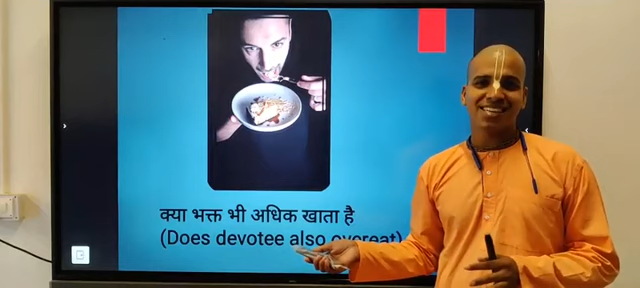 क्या भक्त भी अधिक खाता है
(Does devotee also overeat)